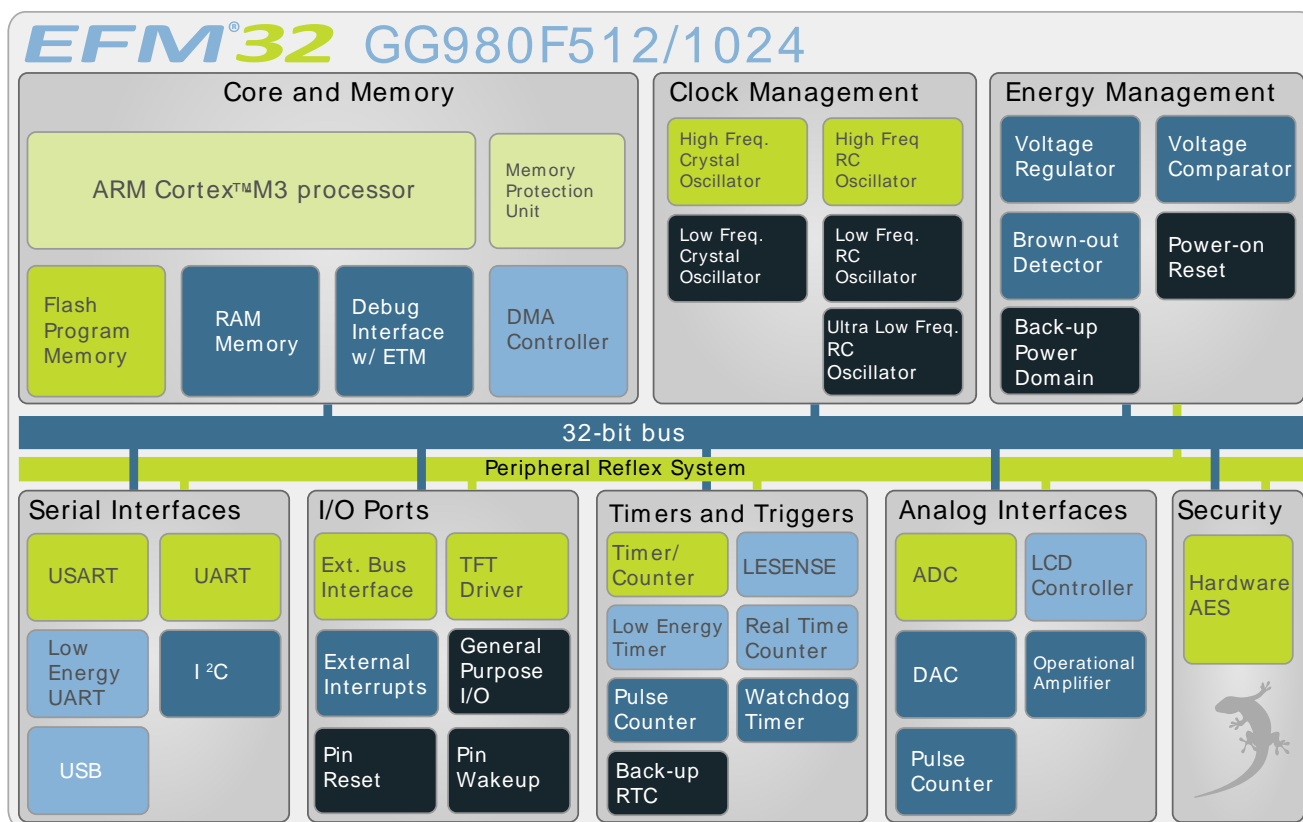 EFM®32 GG980F512/1024
Core and Memory
ARM Cortex™M3 processor
Memory
Protection
Unit
Flash
Program
Memory
RAM
Memory
Debug
Interface
w/ ETM
DMA
Controller
Clock Management
High Freq.
Crystal
Oscillator
High Freq
RC
Oscillator
Low Freq.
Crystal
Oscillator
Low Freq.
RC
Oscillator
Ultra Low Freq.
RC
Oscillator
Energy Management
Voltage
Regulator
Voltage
Comparator
Brown-out
Detector
Power-on
Reset
Back-up
Power
Domain
32-bit bus
Peripheral Reflex System
Serial Interfaces
USART
UART
Low
Energy
UART
I ²C
USB
I/O Ports
Ext. Bus
Interface
TFT
Driver
External
Interrupts
General
Purpose
I/O
Pin
Reset
Pin
Wakeup
Timers and Triggers
Timer/
Counter
LESENSE
Low Energy
Timer
Real Time
Counter
Pulse
Counter
Watchdog
Timer
Back-up
RTC
Analog Interfaces
ADC
LCD
Controller
DAC
Operational
Amplifier
Pulse
Counter
Security
Hardware
AES